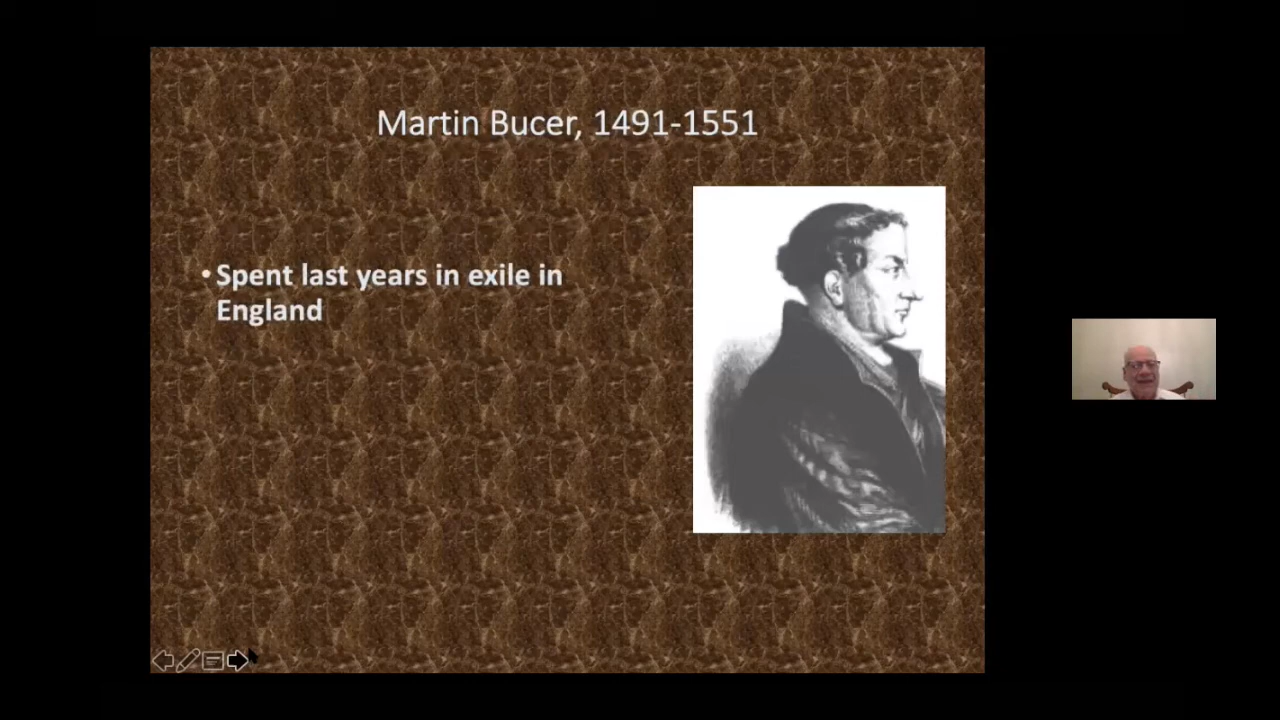 Martin Bucer, 1491-1551
• Spent last years in exile in
England